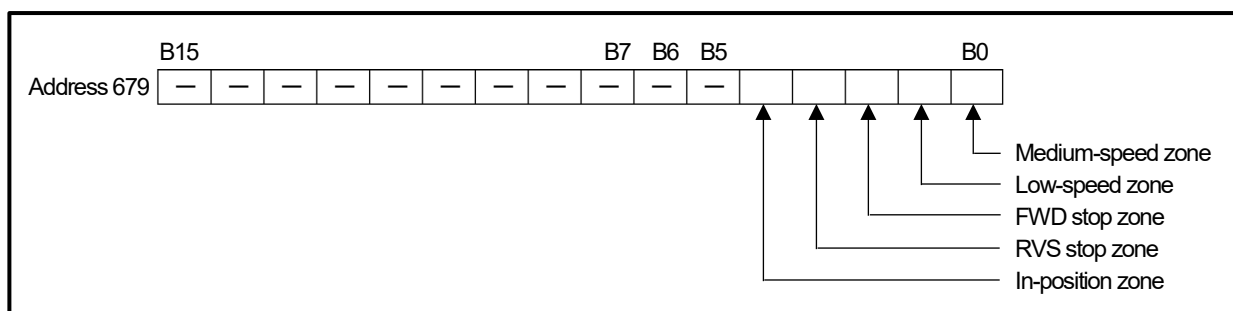 B15 B7 B6 B5 B0
Address 679 — — — — — — — — — — —
Medium-speed zone
Low-speed zone
FWD stop zone
RVS stop zone
In-position zone